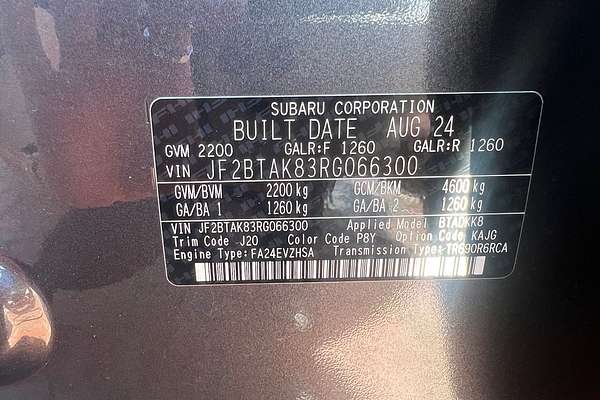 SUBARU CORPORATION
BUILT DATE AUG 24
GVM 2200 GALR:F 1260 GALR:R 1260
VIN JF2BTAK83RG066300
GVM/BVM 2200 kg GCM/BKM 4600 kg
GA/BA 1 1260 kg GA/BA 2 1260 kg
VIN JF2BTAK83RG066300 Applied Model BTADKK8
Trim Code J20 Color Code P8Y Option Code KAJG
Engine Type:FA24EVZHSA Transmission Type:TR690R6RCA